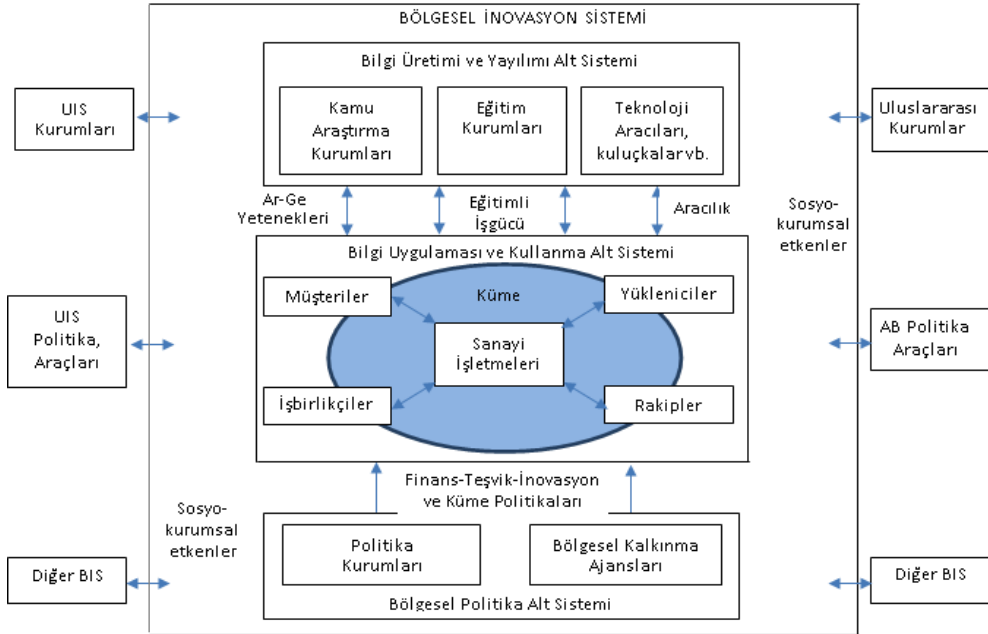 BÖLGESEL İNOVASYON SİSTEMİ
Bilgi Üretimi ve Yayılımı Alt Sistemi
Kamu
Araştırma
Kurumları
Eğitim
Kurumları
Teknoloji
Aracıları,
kuluçkalar vb.
UIS
Kurumları
Uluslararası
Kurumlar
Ar-Ge
Yetenekleri
Eğitimli
İşgücü
Aracılık
Sosyo-
kurumsal
etkenler
Bilgi Uygulaması ve Kullanma Alt Sistemi
Müşteriler
Küme
Yükleniciler
Sanayi
İşletmeleri
İşbirlikçiler
Rakipler
UIS
Politika,
Araçları
AB Politika
Araçları
Finans-Teşvik-İnovasyon
ve Küme Politikaları
Sosyo-
kurumsal
etkenler
Politika
Kurumları
Bölgesel Kalkınma
Ajansları
Bölgesel Politika Alt Sistemi
Diğer BIS
Diğer BIS